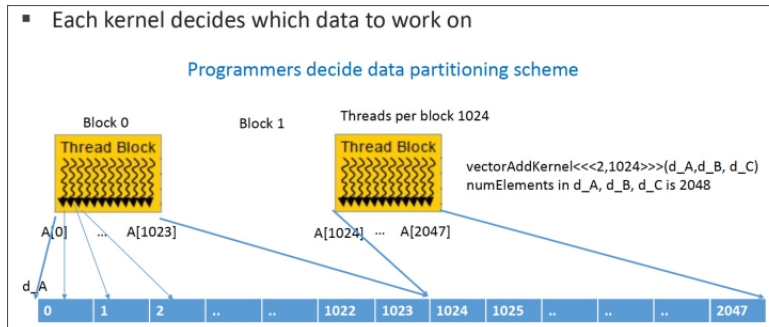 ▪ Each kernel decides which data to work on
Programmers decide data partitioning scheme
Block 0
Block 1
Threads per block 1024
Thread Block
Thread Block
vectorAddKernel<<<2,1024>>>(d_A,d_B, d_C)
numElements in d_A, d_B, d_C is 2048
A[0] ... A[1023]
A[1024] ... A[2047]
d_A
0 1 2 .. .. 1022 1023 1024 1025 .. .. .. 2047